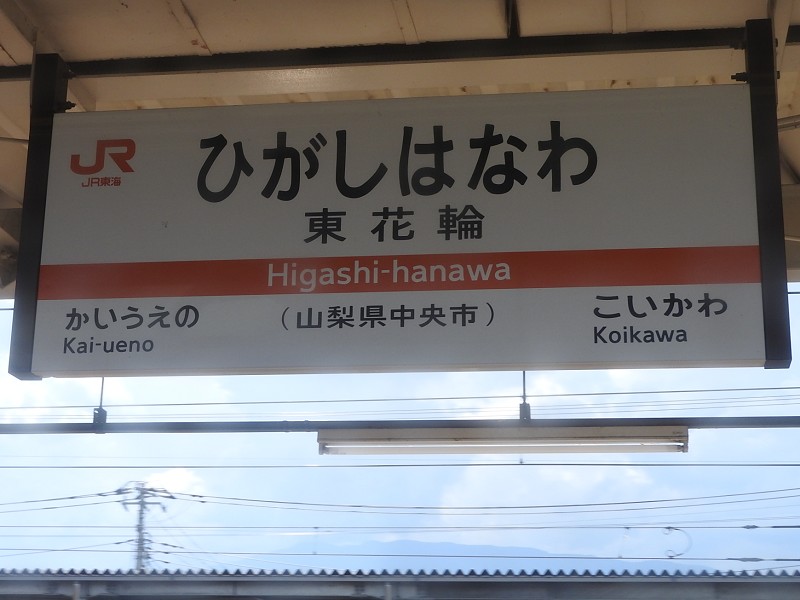 JR
JR東海
ひがしはなわ
東花輪
Higashi-hanawa
かいうえの
Kai-ueno
（山梨県中央市）
こいかわ
Koikawa